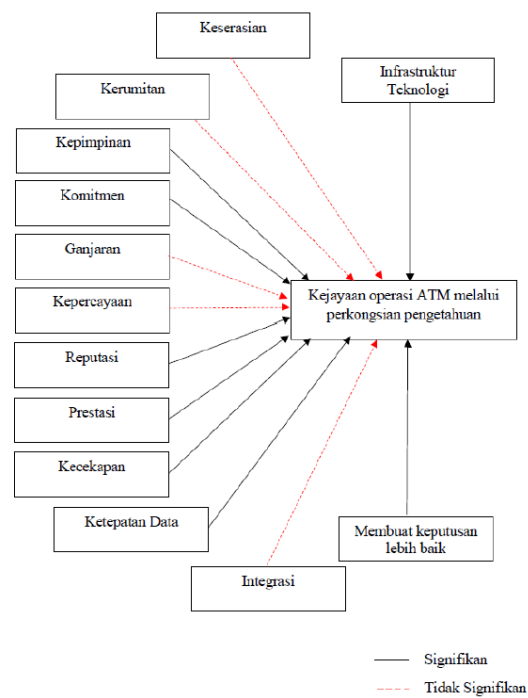 Keserasian
Infrastruktur
Teknologi
Kerumitan
Kepimpinan
Komitmen
Ganjaran
Kepercayaan
Kejayaan operasi ATM melalui
perkongsian pengetahuan
Reputasi
Prestasi
Kecekapan
Ketepatan Data
Membuat keputusan
lebih baik
Integrasi
Signifikan
Tidak Signifikan